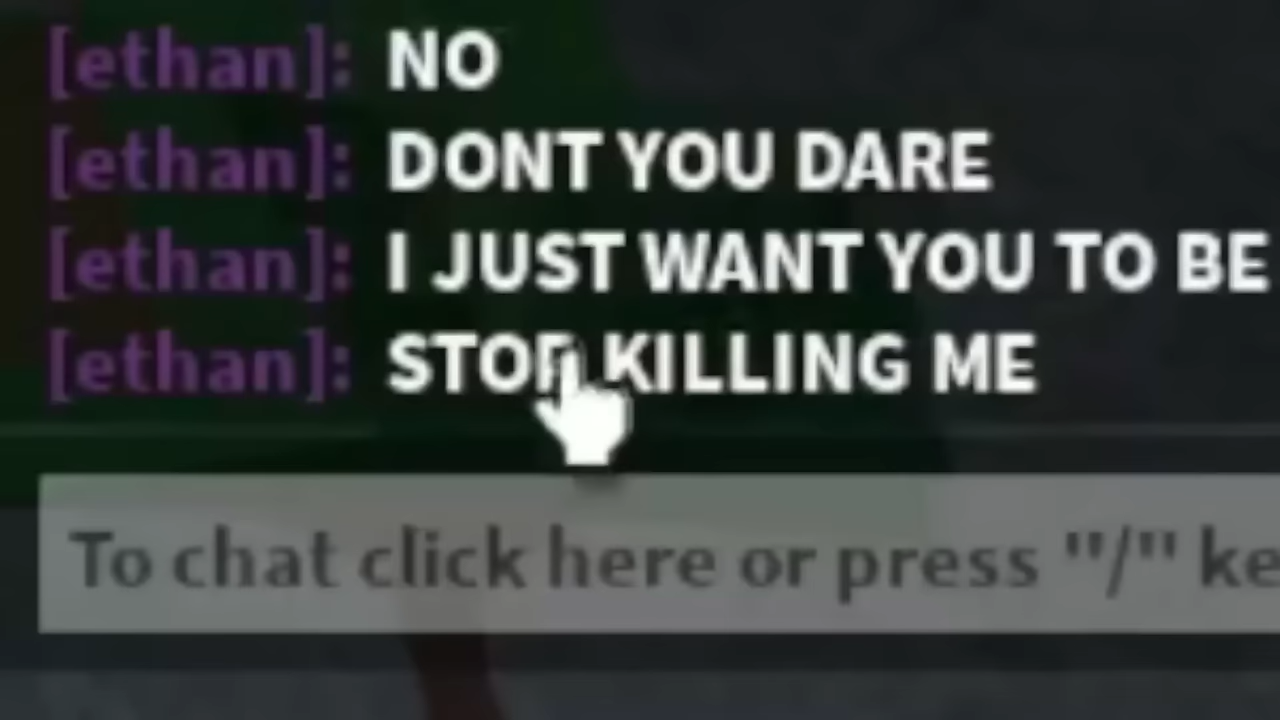 [ethan]: NO
[ethan]: DONT YOU DARE
[ethan]: I JUST WANT YOU TO BE
[ethan]: STOP KILLING ME
To chat click here or press "/" ke